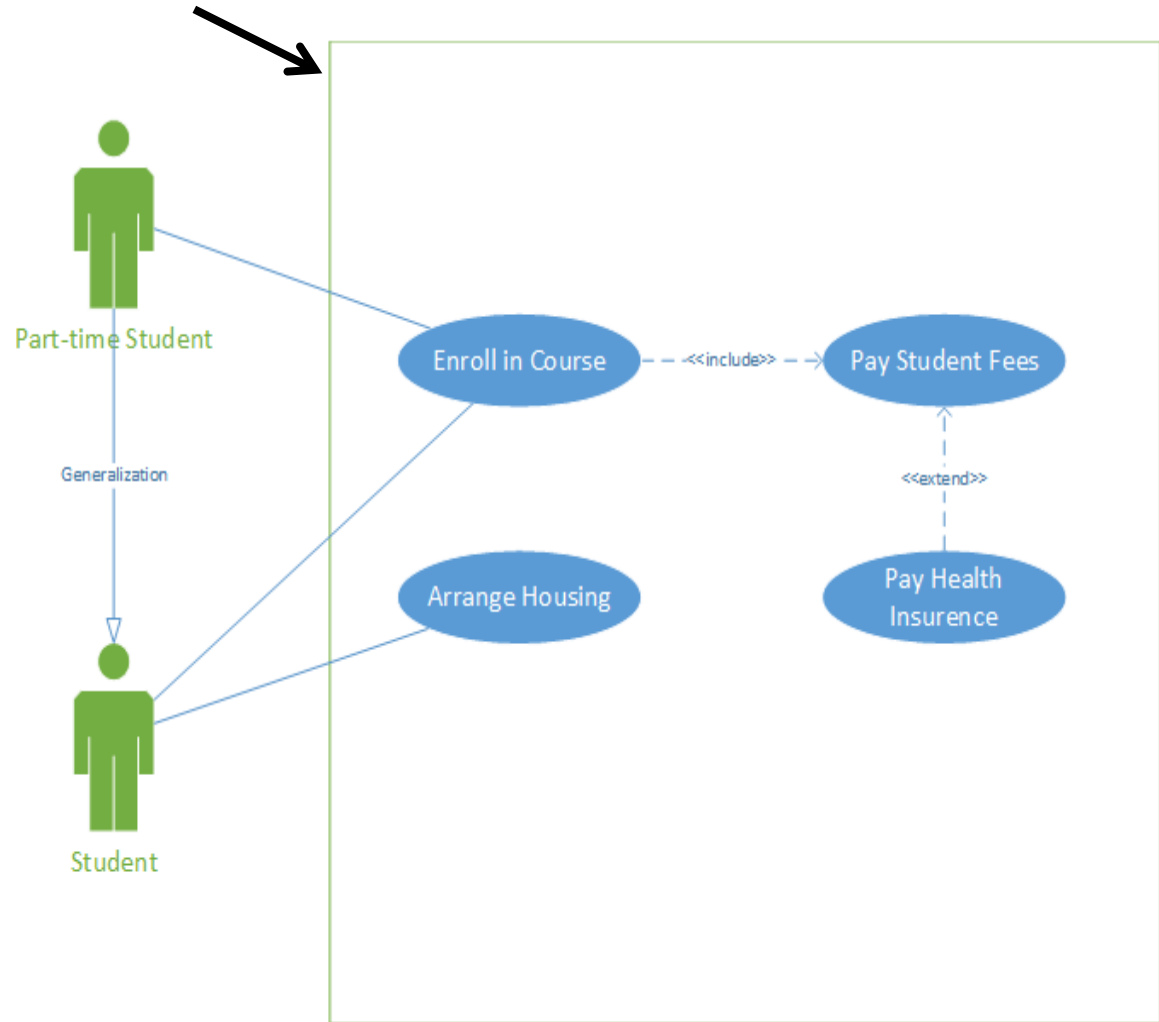 Part-time Student
Enroll in Course
<<include>>
Pay Student Fees
Generalization
<<extend>>
Arrange Housing
Pay Health
Insurence
Student